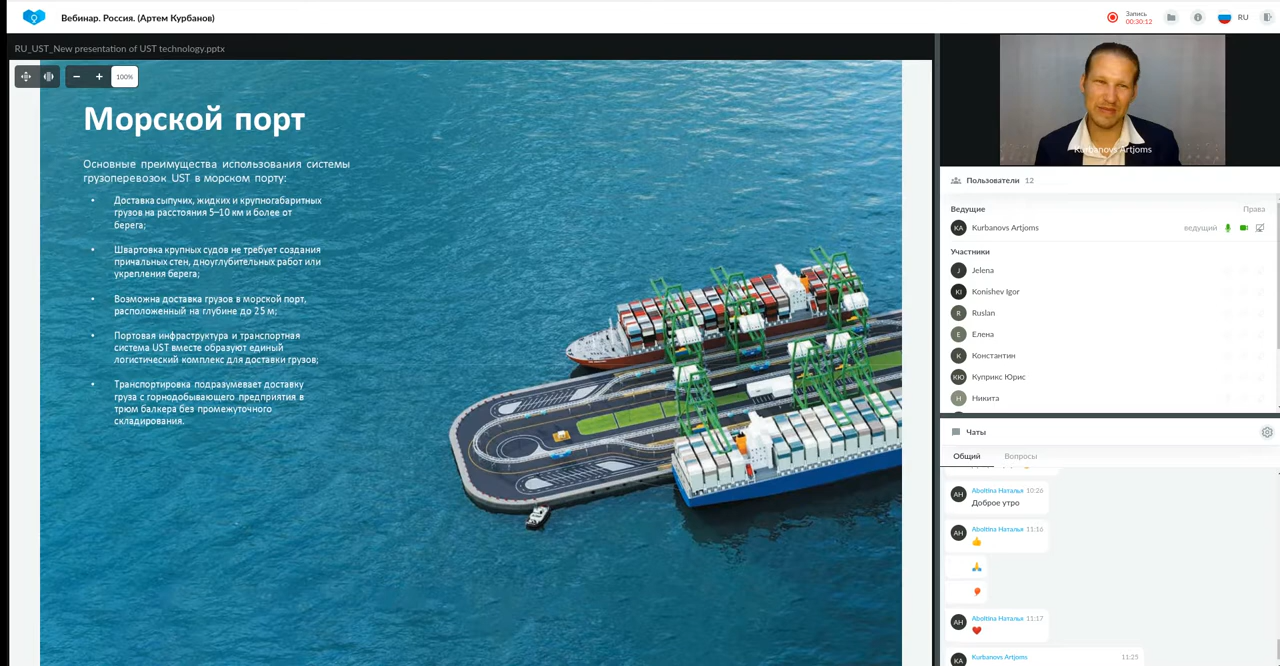 Вебинар. Россия. (Артем Курбанов)
Запись
00:30:12
RU
RU_UST_New presentation of UST technology.pptx
100%
Морской порт
Основные преимущества использования системы
грузоперевозок UST в морском порту:
• Доставка сыпучих, жидких и крупногабаритных
грузов на расстояния 5–10 км и более от
берега;
• Швартовка крупных судов не требует создания
причальных стен, дноуглубительных работ или
укрепления берега;
• Возможна доставка грузов в морской порт,
расположенный на глубине до 25 м;
• Портовая инфраструктура и транспортная
система UST вместе образуют единый
логистический комплекс для доставки грузов;
• Транспортировка подразумевает доставку
груза с горнодобывающего предприятия в
трюм балкера без промежуточного
складирования.
Kurbanovs Artjoms
Пользователи 12
Ведущие Права
KA Kurbanovs Artjoms ведущий
Участники
J Jelena
KI Konishev Igor
R Ruslan
Е Елена
К Константин
КЮ Куприкс Юрис
Н Никита
Чаты
Общий Вопросы
АН Aboltina Наталья 10:26
Доброе утро
АН Aboltina Наталья 11:16
👍
🙏
🎈
АН Aboltina Наталья 11:17
❤️
KA Kurbanovs Artjoms 11:25